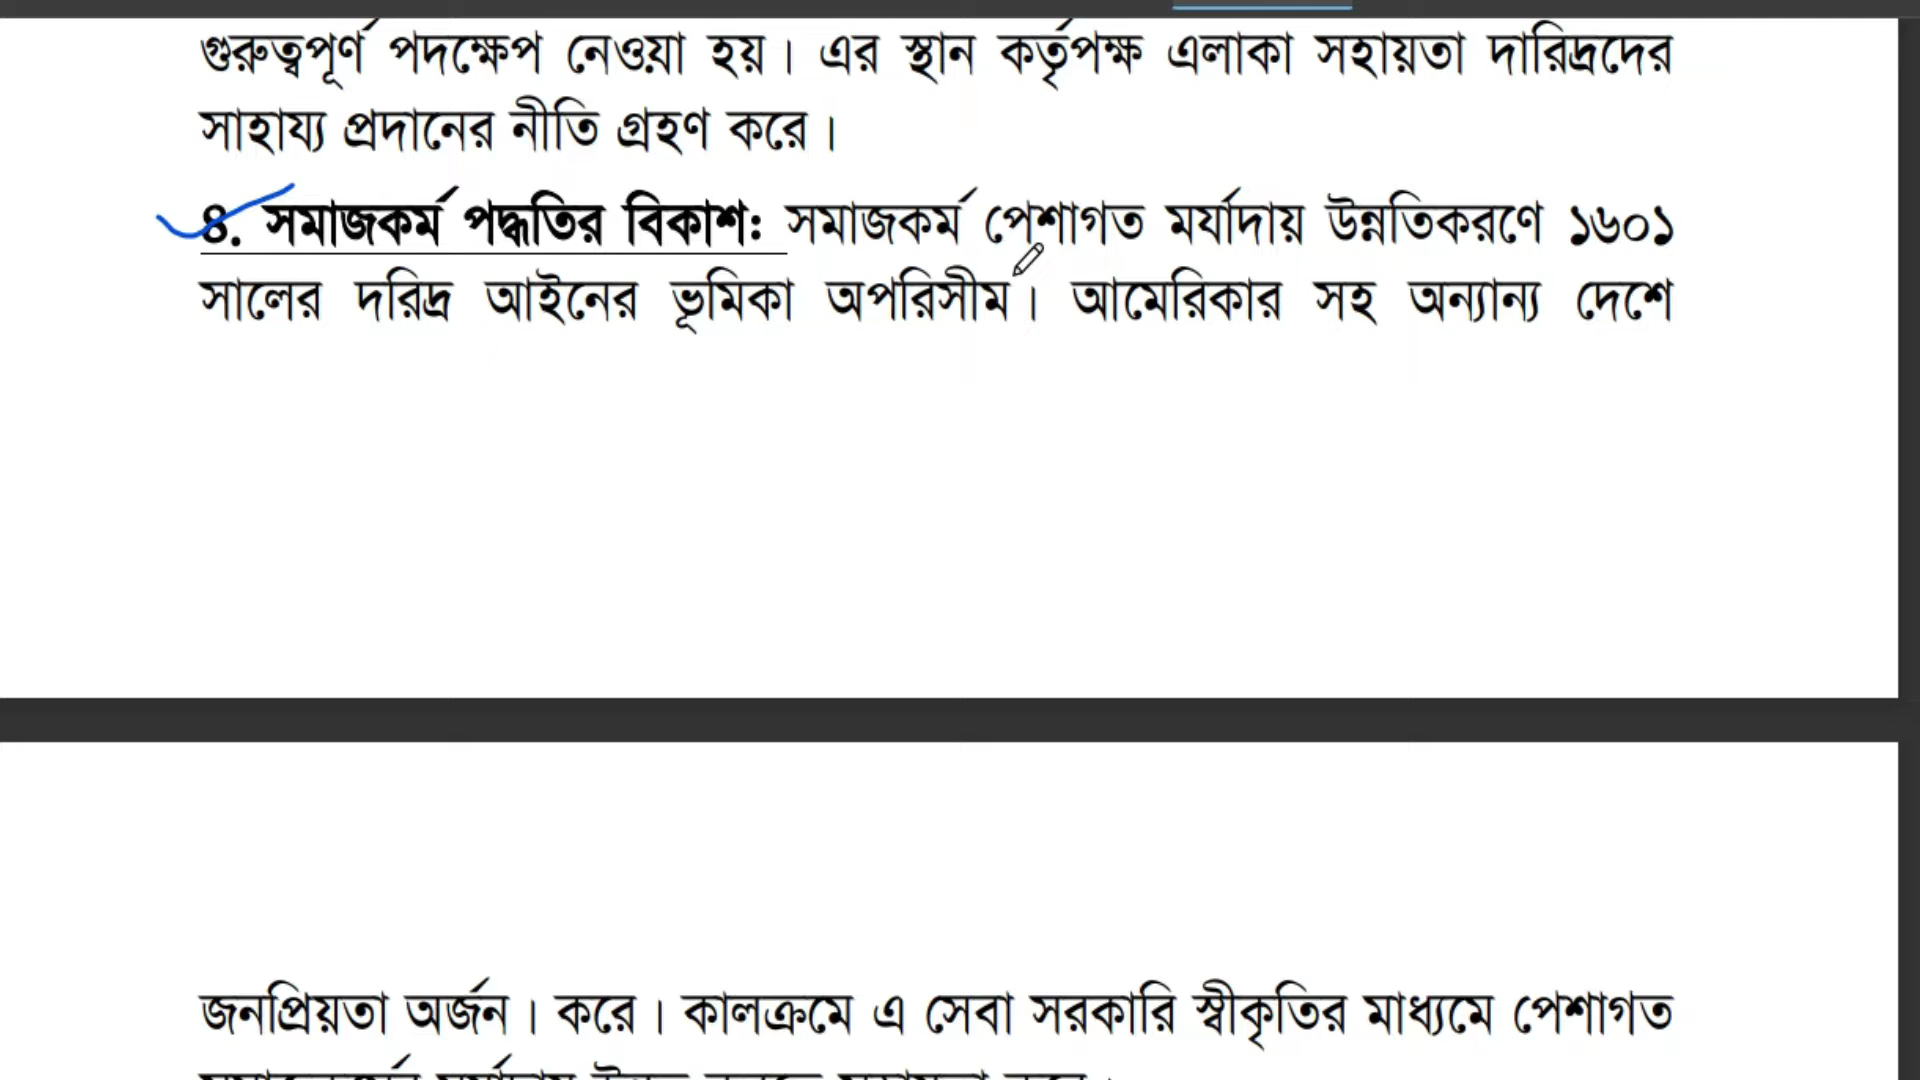 গুরুত্বপূর্ণ পদক্ষেপ নেওয়া হয়। এর স্থান কর্তৃপক্ষ এলাকা সহায়তা দারিদ্রদের
সাহায্য প্রদানের নীতি গ্রহণ করে।
৪. সমাজকর্ম পদ্ধতির বিকাশ: সমাজকর্ম পেশাগত মর্যাদায় উন্নতিকরণে ১৬০১
সালের দরিদ্র আইনের ভূমিকা অপরিসীম। আমেরিকার সহ অন্যান্য দেশে
জনপ্রিয়তা অর্জন। করে। কালক্রমে এ সেবা সরকারি স্বীকৃতির মাধ্যমে পেশাগত